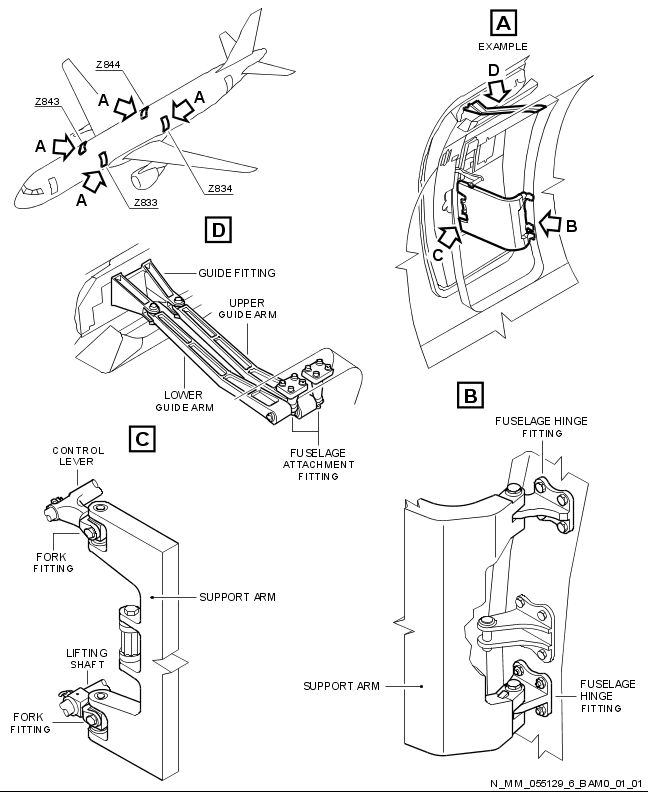 A
EXAMPLE
D
Z844
A
A
Z843
A
A
Z834
Z833
B
C
D
GUIDE FITTING
UPPER
GUIDE ARM
LOWER
GUIDE ARM
FUSELAGE
ATTACHMENT
FITTING
B
FUSELAGE HINGE
FITTING
C
CONTROL
LEVER
FORK
FITTING
SUPPORT ARM
LIFTING
SHAFT
FORK
FITTING
SUPPORT ARM
FUSELAGE
HINGE
FITTING
N_MM_055129_6_BAM0_01_01